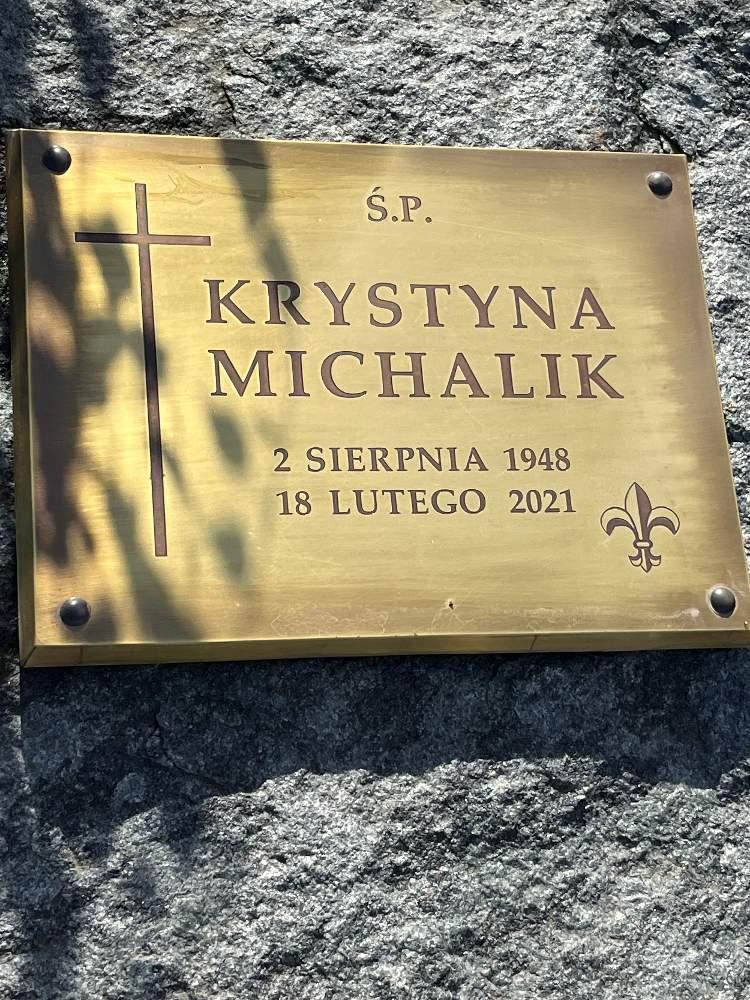 Ś.P.
KRYSTYNA
MICHALIK
2 SIERPNIA 1948
18 LUTEGO 2021